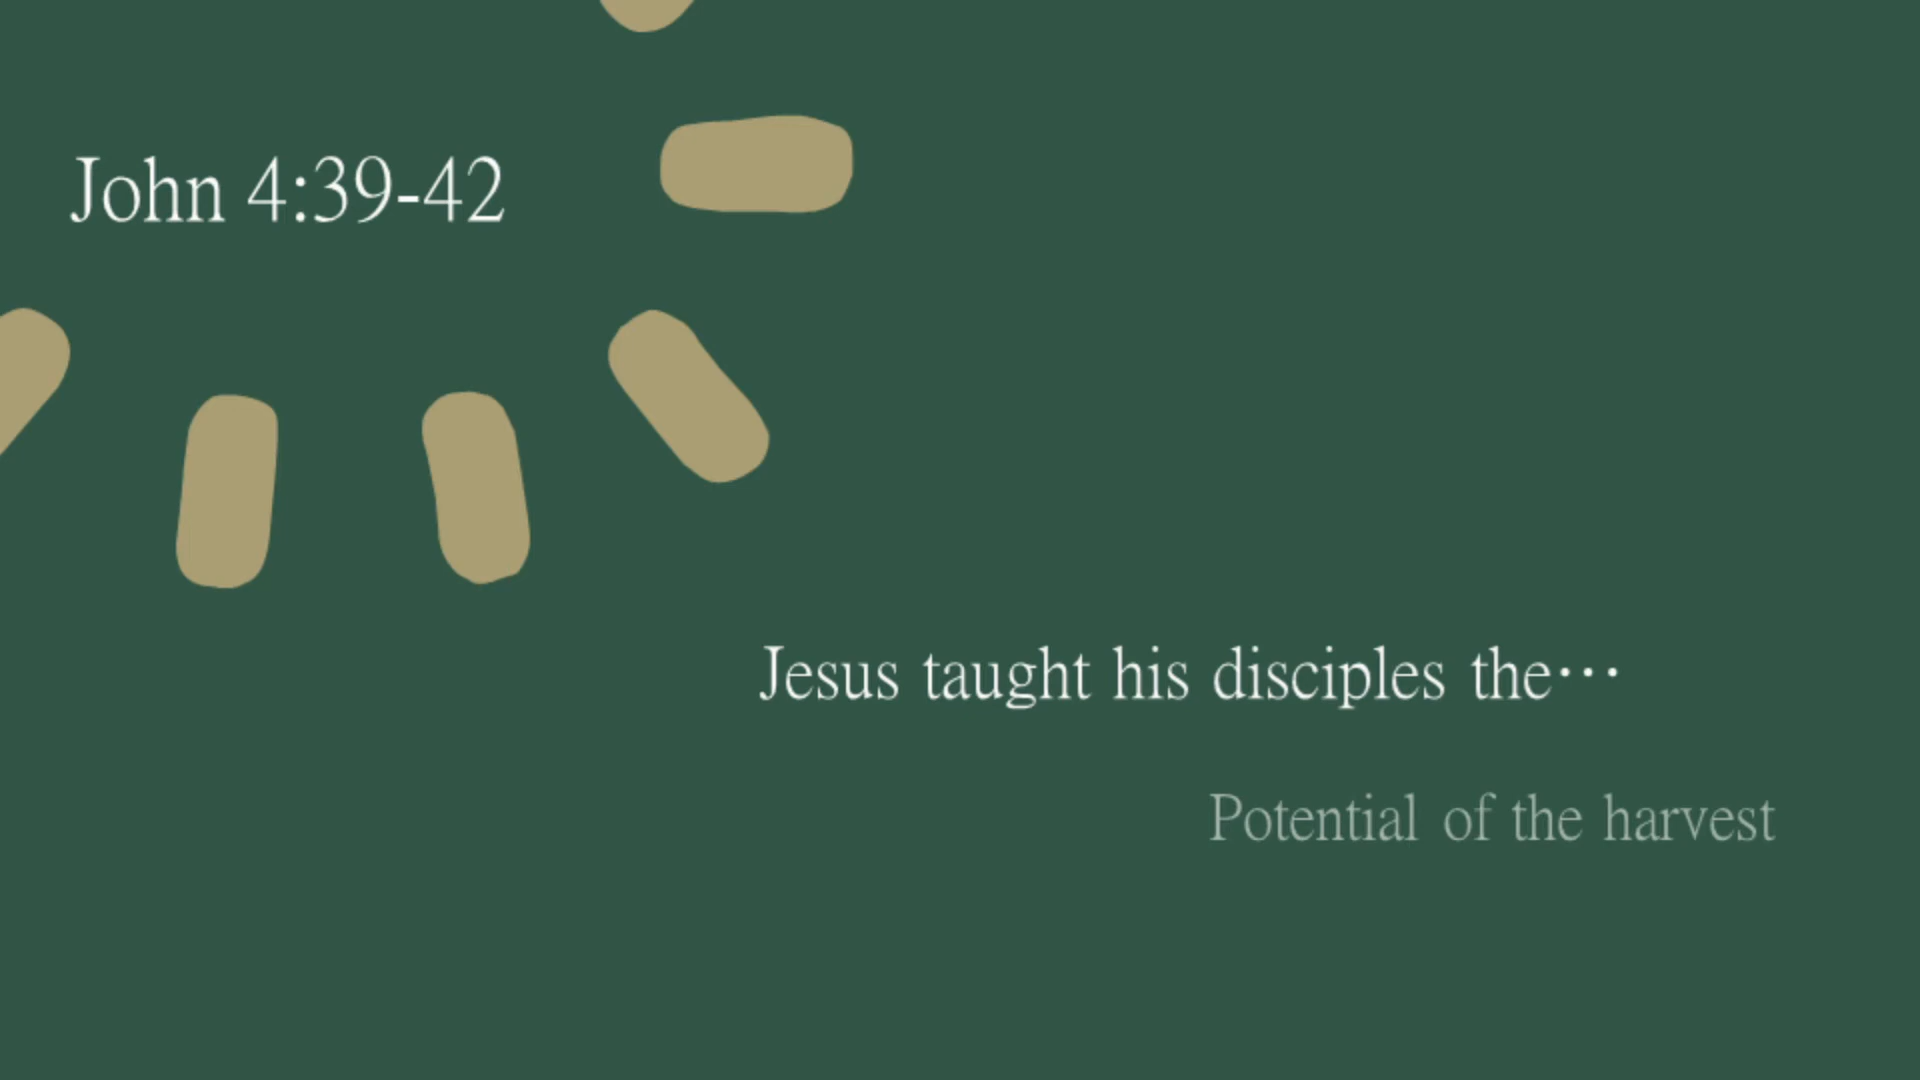 John 4:39-42
Jesus taught his disciples the⋯
Potential of the harvest